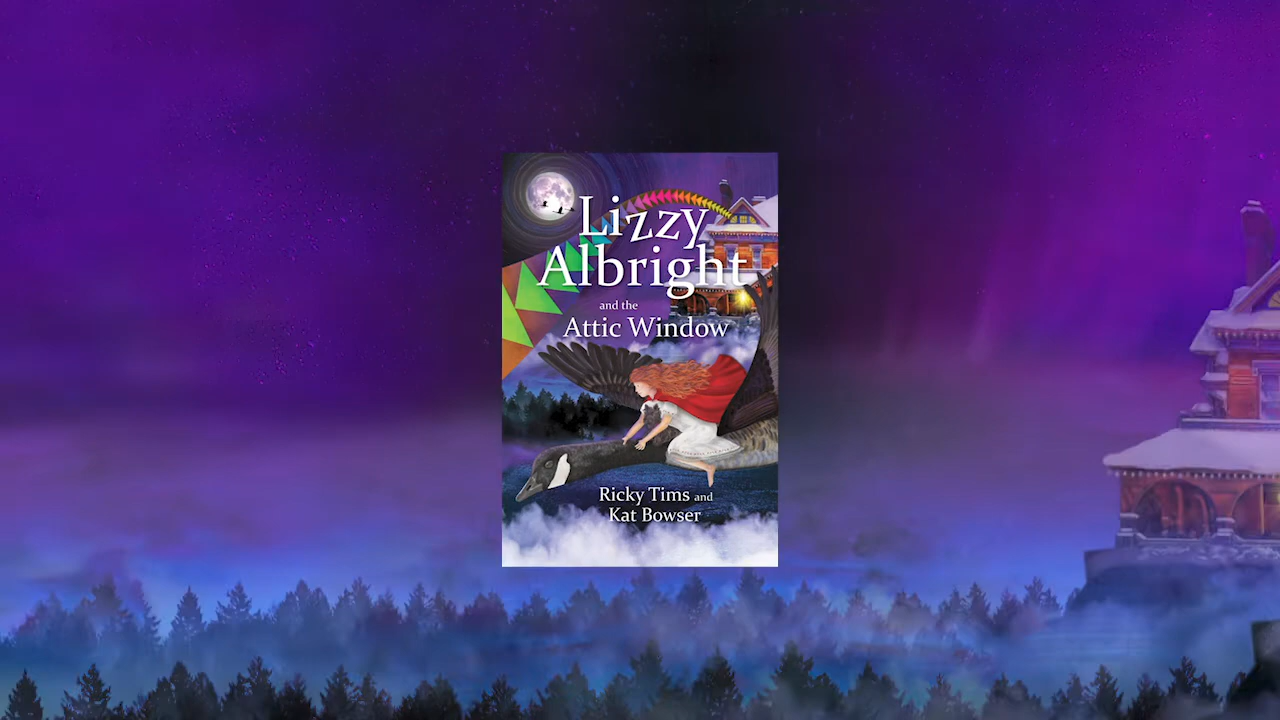 Lizzy
Albright
and the
Attic Window
Ricky Tims and
Kat Bowser